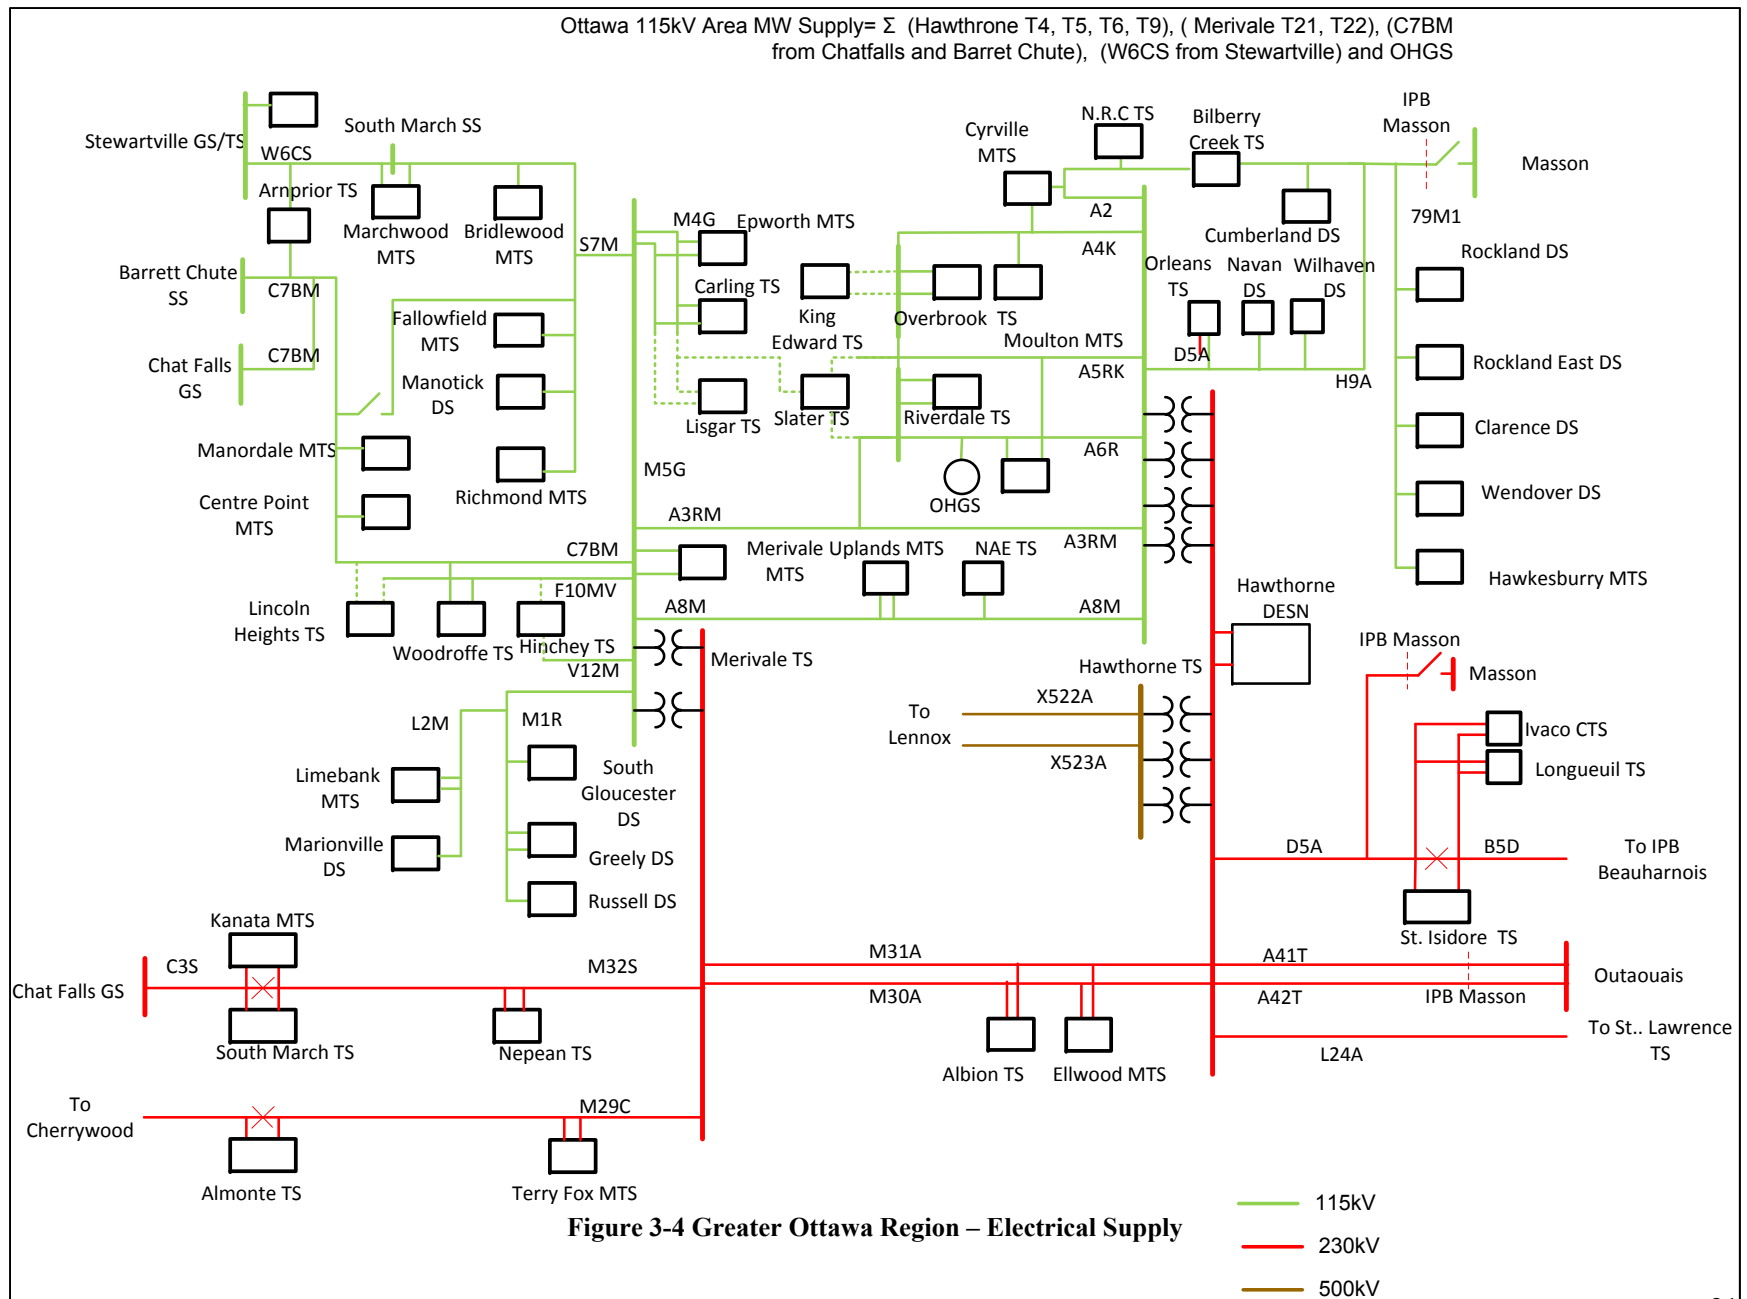 Ottawa 115kV Area MW Supply= Σ (Hawthrone T4, T5, T6, T9), ( Merivale T21, T22), (C7BM
from Chatfalls and Barret Chute), (W6CS from Stewartville) and OHGS
Stewartville GS/TS
South March SS
W6CS
Arnprior TS
Marchwood
MTS
Bridlewood
MTS
S7M
Barrett Chute
SS
C7BM
Chat Falls
GS
C7BM
Fallowfield
MTS
Manotick
DS
Richmond MTS
Manordale MTS
Centre Point
MTS
M4G
Epworth MTS
Carling TS
Lisgar TS
M5G
Slater TS
King
Edward TS
Overbrook TS
Riverdale TS
OHGS
Cyrville
MTS
N.R.C TS
Bilberry
Creek TS
A2
A4K
Moulton MTS
A5RK
A6R
IPB
Masson
Masson
79M1
Cumberland DS
Orleans
TS
Navan
DS
Wilhaven
DS
D5A
H9A
Rockland DS
Rockland East DS
Clarence DS
Wendover DS
Hawkesburry MTS
A3RM
A3RM
C7BM
F10MV
Merivale
MTS
Uplands MTS
NAE TS
A8M
A8M
Lincoln
Heights TS
Woodroffe TS
Hinchey TS
V12M
Merivale TS
Hawthorne TS
Hawthorne
DESN
L2M
M1R
Limebank
MTS
Marionville
DS
South
Gloucester
DS
Greely DS
Russell DS
To
Lennox
X522A
X523A
IPB Masson
Masson
Ivaco CTS
Longueuil TS
D5A
B5D
To IPB
Beauharnois
St. Isidore TS
Kanata MTS
C3S
M32S
Chat Falls GS
South March TS
Nepean TS
M31A
M30A
A41T
A42T
IPB Masson
Outaouais
Albion TS
Ellwood MTS
L24A
To St.. Lawrence
TS
To
Cherrywood
M29C
Almonte TS
Terry Fox MTS
Figure 3-4 Greater Ottawa Region – Electrical Supply
115kV
230kV
500kV